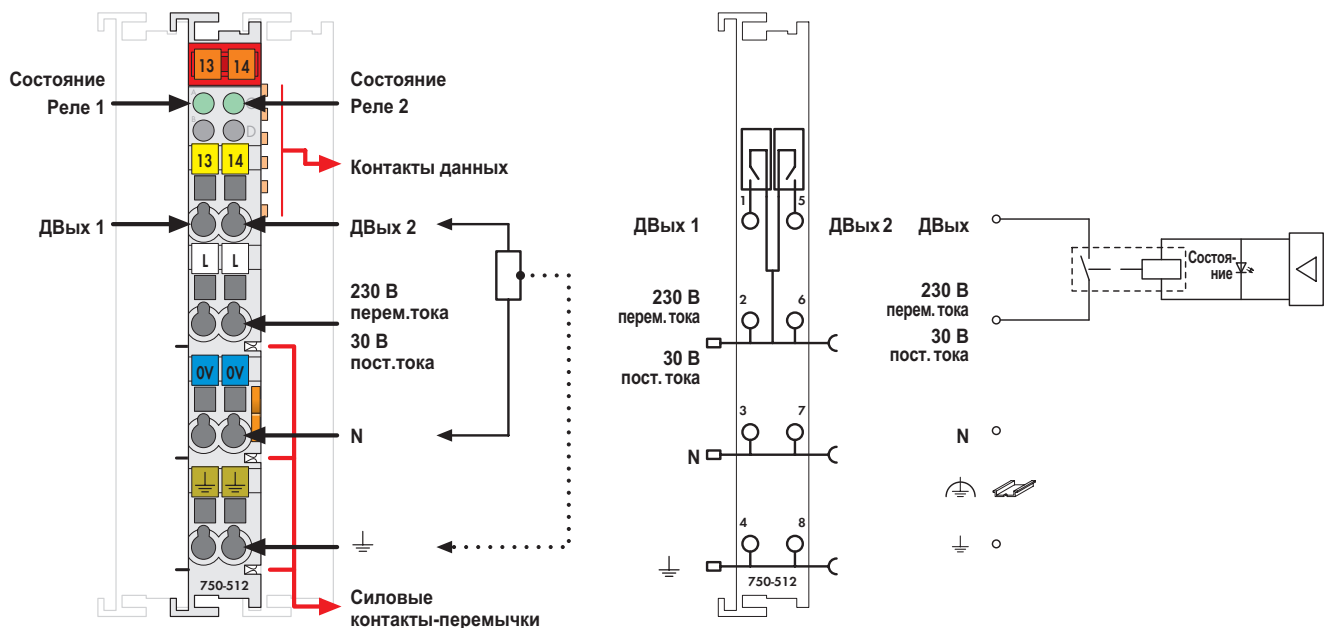 13 14
Состояние
Реле 1
Состояние
Реле 2
A
B
C
D
13 14
Контакты данных
ДВых 1
ДВых 2
L L
230 В
перем.тока
30 В
пост.тока
0V 0V
N
750-512
Силовые
контакты-перемычки
1 5
ДВых 1
ДВых 2
2 6
230 В
перем.тока
30 В
пост. тока
3 7
N
4 8
750-512
ДВых
Состоя-
ние
230 В
перем.тока
30 В
пост. тока
N